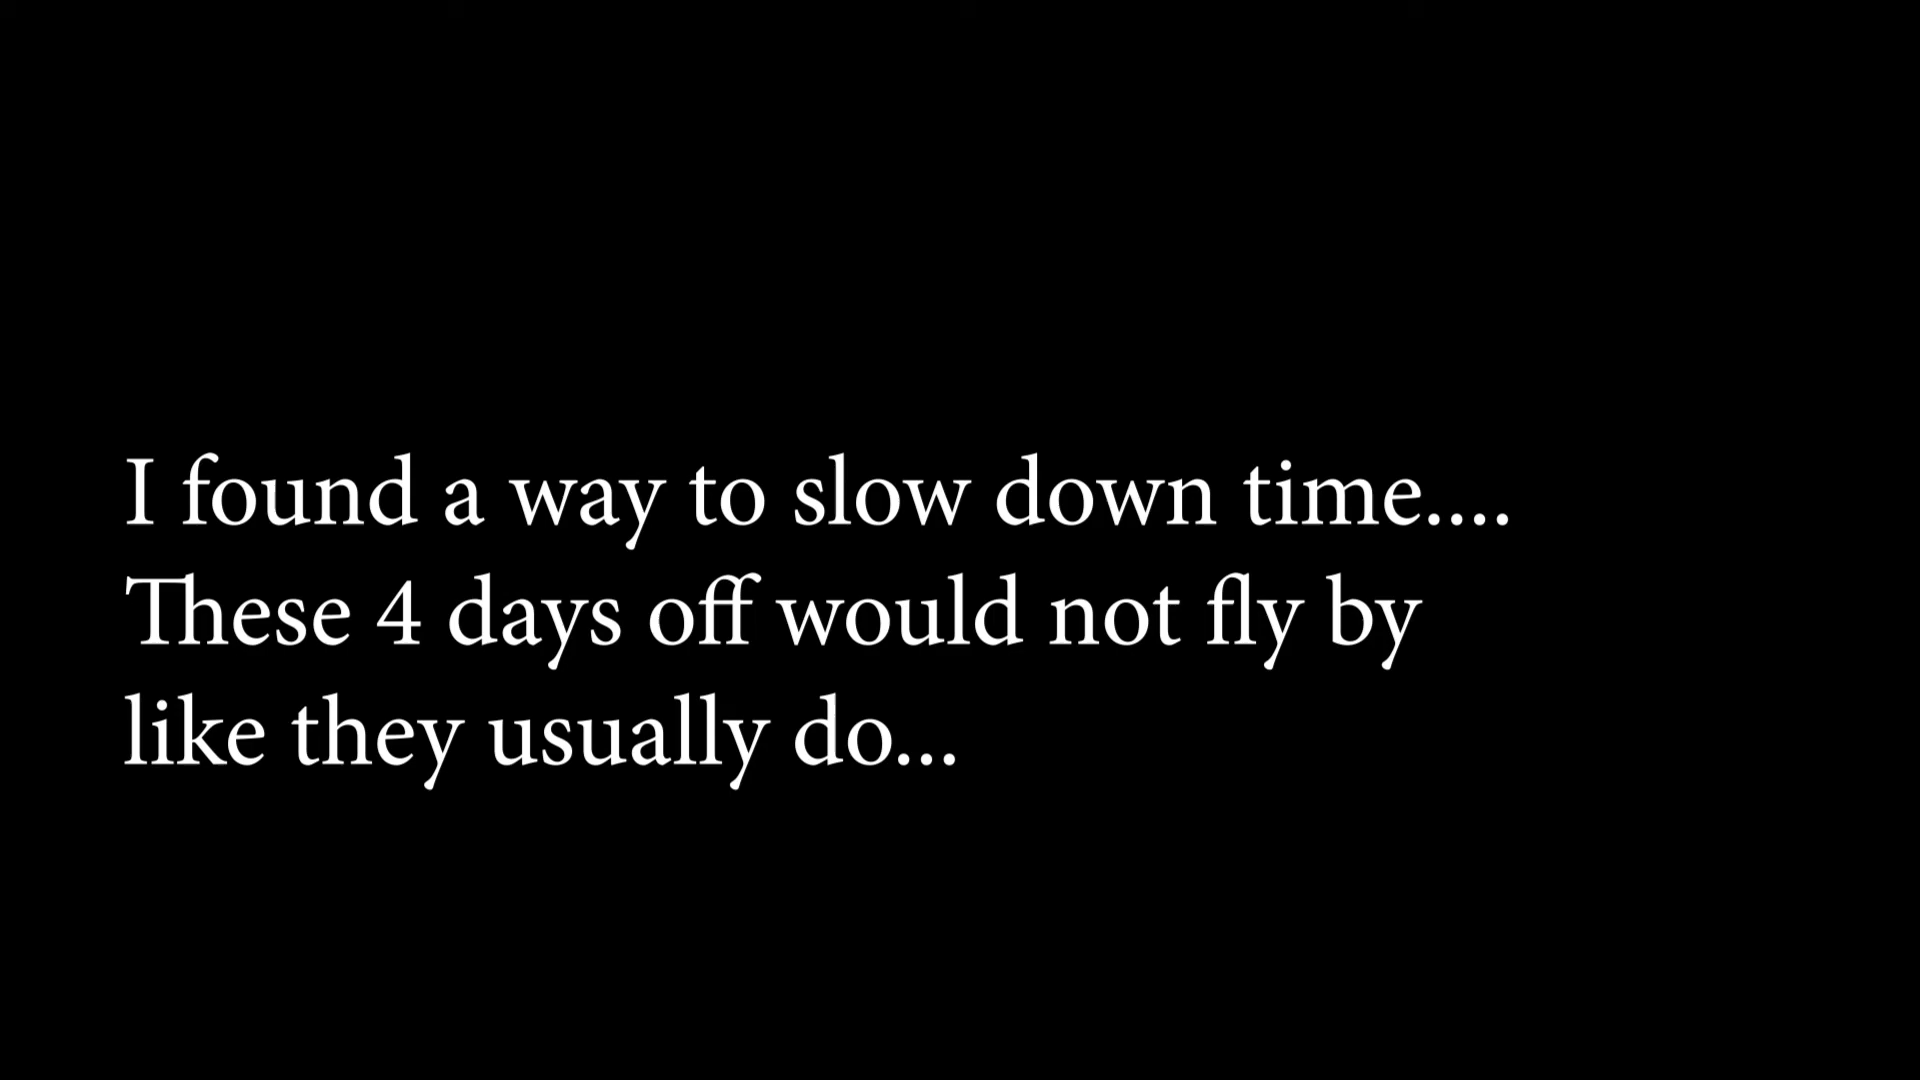 I found a way to slow down time....
These 4 days off would not fly by
like they usually do...